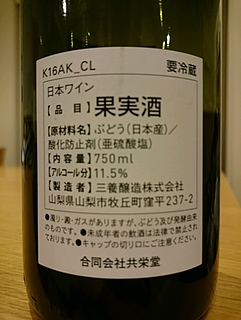 K16AK_CL 要冷蔵
日本ワイン
【品目】果実酒
【原材料名】ぶどう(日本産)/
酸化防止剤(亜硫酸塩)
【内容量】750ml
【アルコール分】11.5%
【製造者】三養醸造株式会社
山梨県山梨市牧丘町窪平237-2
●濁り・澱・ガスがありますが、ぶどう及び発酵由来
のものです。●未成年者の飲酒は法律で禁止され
ております。●キャップの切り口にご注意ください。
合同会社共栄堂